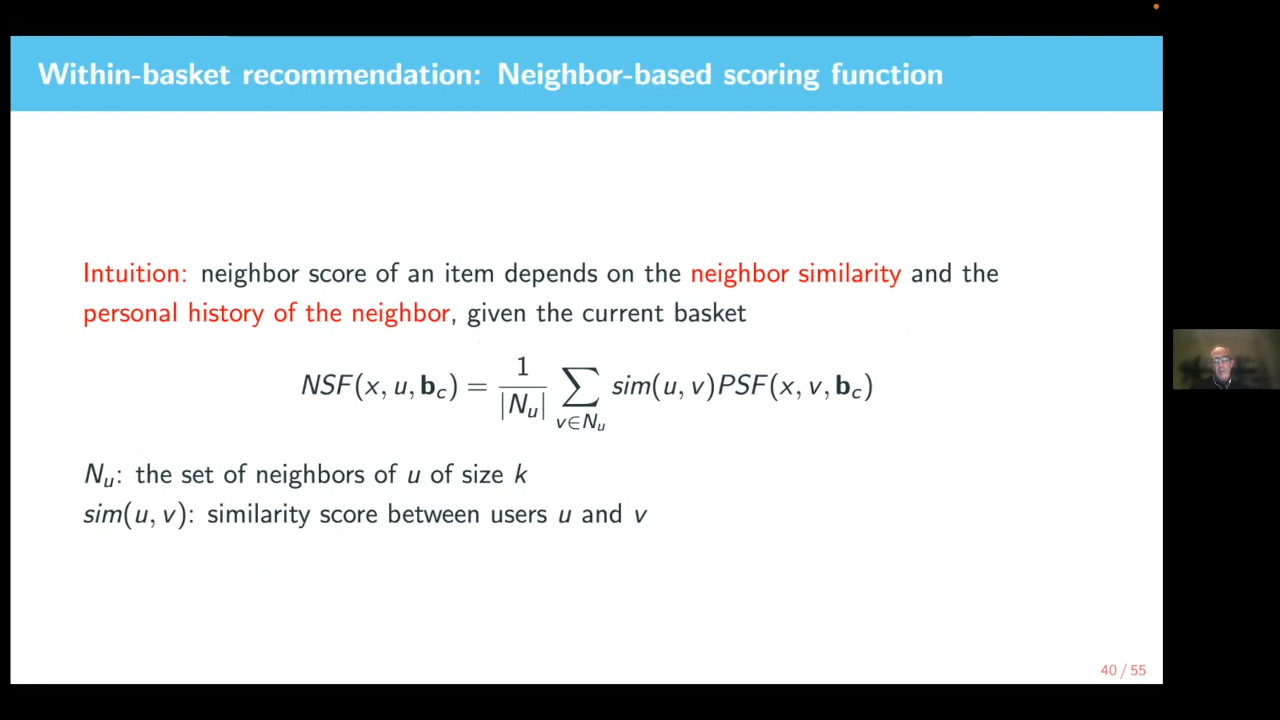 Within-basket recommendation: Neighbor-based scoring function
Intuition: neighbor score of an item depends on the neighbor similarity and the
personal history of the neighbor, given the current basket
NSF(x, u, b_c) = \frac{1}{|N_u|} \sum_{v∈N_u} sim(u, v)PSF(x, v, b_c)
N_u: the set of neighbors of u of size k
sim(u, v): similarity score between users u and v
40 / 55